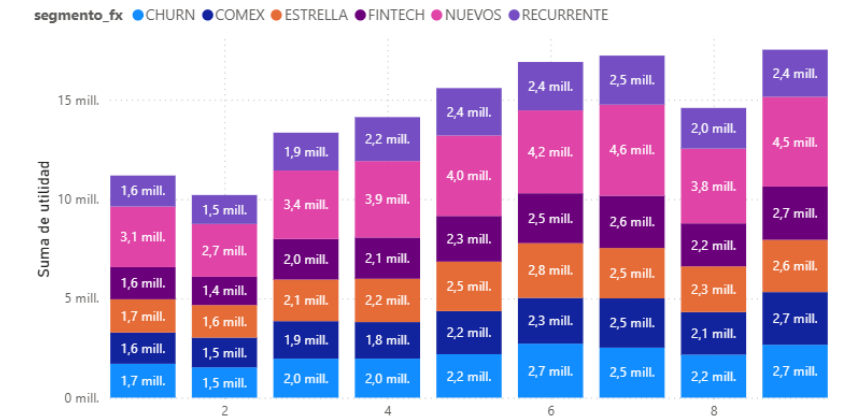 segmento_fx CHURN COMEX ESTRELLA FINTECH NUEVOS RECURRENTE
Suma de utilidad
15 mill.
10 mill.
5 mill.
0 mill.
1,6 mill.
3,1 mill.
1,6 mill.
1,7 mill.
1,6 mill.
1,7 mill.
1,5 mill.
2,7 mill.
1,4 mill.
1,6 mill.
1,5 mill.
1,5 mill.
1,9 mill.
3,4 mill.
2,0 mill.
2,1 mill.
1,9 mill.
2,0 mill.
2,2 mill.
3,9 mill.
2,1 mill.
2,2 mill.
1,8 mill.
2,0 mill.
2,4 mill.
4,0 mill.
2,3 mill.
2,5 mill.
2,2 mill.
2,2 mill.
2,4 mill.
4,2 mill.
2,5 mill.
2,8 mill.
2,3 mill.
2,7 mill.
2,5 mill.
4,6 mill.
2,6 mill.
2,5 mill.
2,5 mill.
2,5 mill.
2,0 mill.
3,8 mill.
2,2 mill.
2,3 mill.
2,1 mill.
2,2 mill.
2,4 mill.
4,5 mill.
2,7 mill.
2,6 mill.
2,7 mill.
2,7 mill.
2 4 6 8